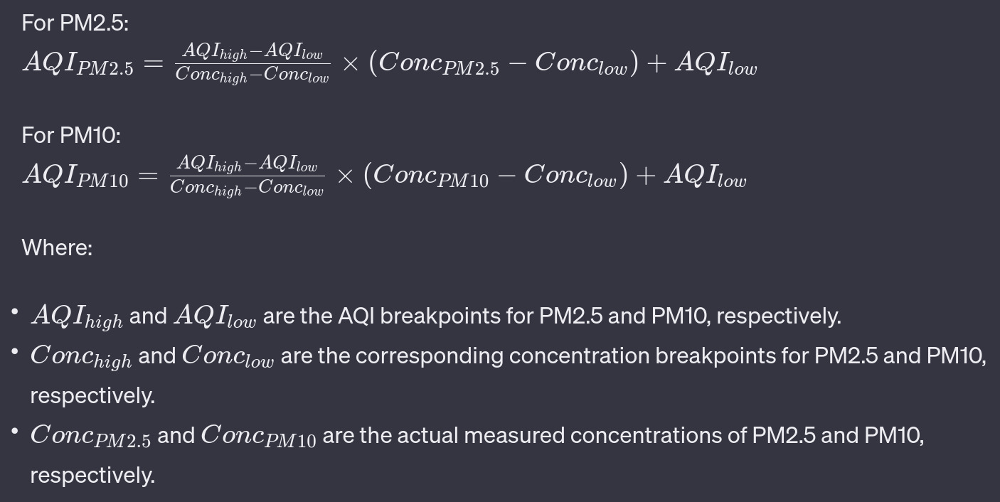 For PM2.5:
$AQI_{PM2.5} = \frac{AQI_{high}-AQI_{low}}{Conc_{high}-Conc_{low}} \times (Conc_{PM2.5} - Conc_{low}) + AQI_{low}$
For PM10:
$AQI_{PM10} = \frac{AQI_{high}-AQI_{low}}{Conc_{high}-Conc_{low}} \times (Conc_{PM10} - Conc_{low}) + AQI_{low}$
Where:
• $AQI_{high}$ and $AQI_{low}$ are the AQI breakpoints for PM2.5 and PM10, respectively.
• $Conc_{high}$ and $Conc_{low}$ are the corresponding concentration breakpoints for PM2.5 and PM10,
respectively.
• $Conc_{PM2.5}$ and $Conc_{PM10}$ are the actual measured concentrations of PM2.5 and PM10,
respectively.